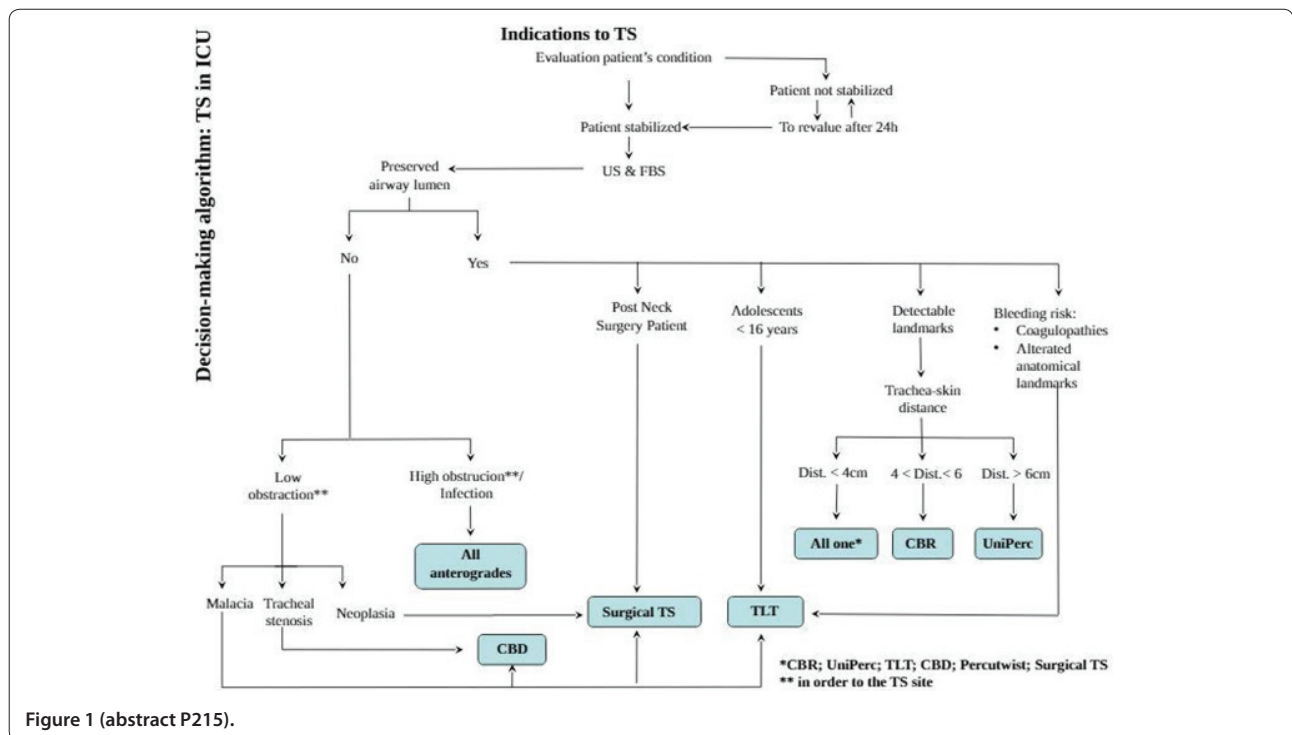 Decision-making algorithm: TS in ICU
Indications to TS
Evaluation patient's condition
Patient not stabilized
Patient stabilized
To revalue after 24h
US & FBS
Preserved
airway lumen
No
Yes
Post Neck
Surgery Patient
Adolescents
< 16 years
Detectable
landmarks
Bleeding risk:
• Coagulopathies
• Alterated
anatomical
landmarks
Trachea-skin
distance
Low
obstraction**
High obstrucion**/
Infection
Dist. < 4cm
4 < Dist.< 6
Dist. > 6cm
All one*
CBR
UniPerc
All
anterogrades
Malacia
Tracheal
stenosis
Neoplasia
Surgical TS
TLT
CBD
*CBR; UniPerc; TLT; CBD; Percutwist; Surgical TS
** in order to the TS site
Figure 1 (abstract P215).